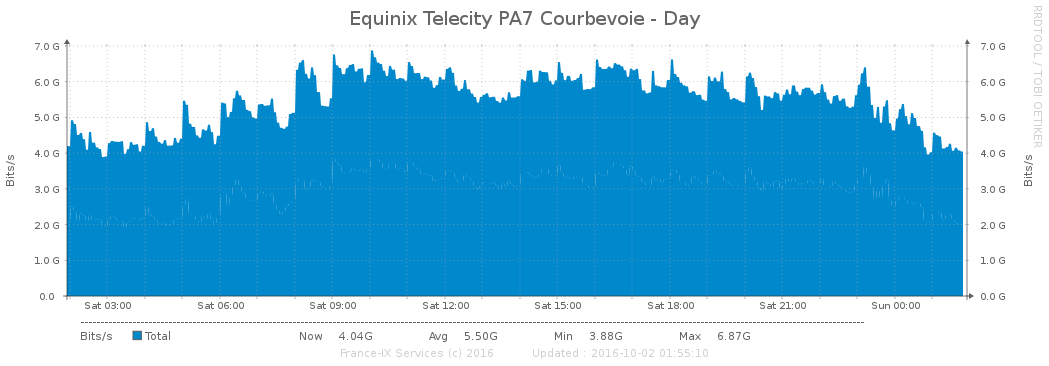 Equinix Telecity PA7 Courbevoie - Day
RRDTOOL / TOBI OETIKER
Bits/s
7.0 G
6.0 G
5.0 G
4.0 G
3.0 G
2.0 G
1.0 G
0.0
7.0 G
6.0 G
5.0 G
4.0 G
3.0 G
2.0 G
1.0 G
0.0 G
Bits/s
Sat 03:00 Sat 06:00 Sat 09:00 Sat 12:00 Sat 15:00 Sat 18:00 Sat 21:00 Sun 00:00
Bits/s Total Now 4.04G Avg 5.50G Min 3.88G Max 6.87G
France-IX Services (c) 2016 Updated : 2016-10-02 01:55:10